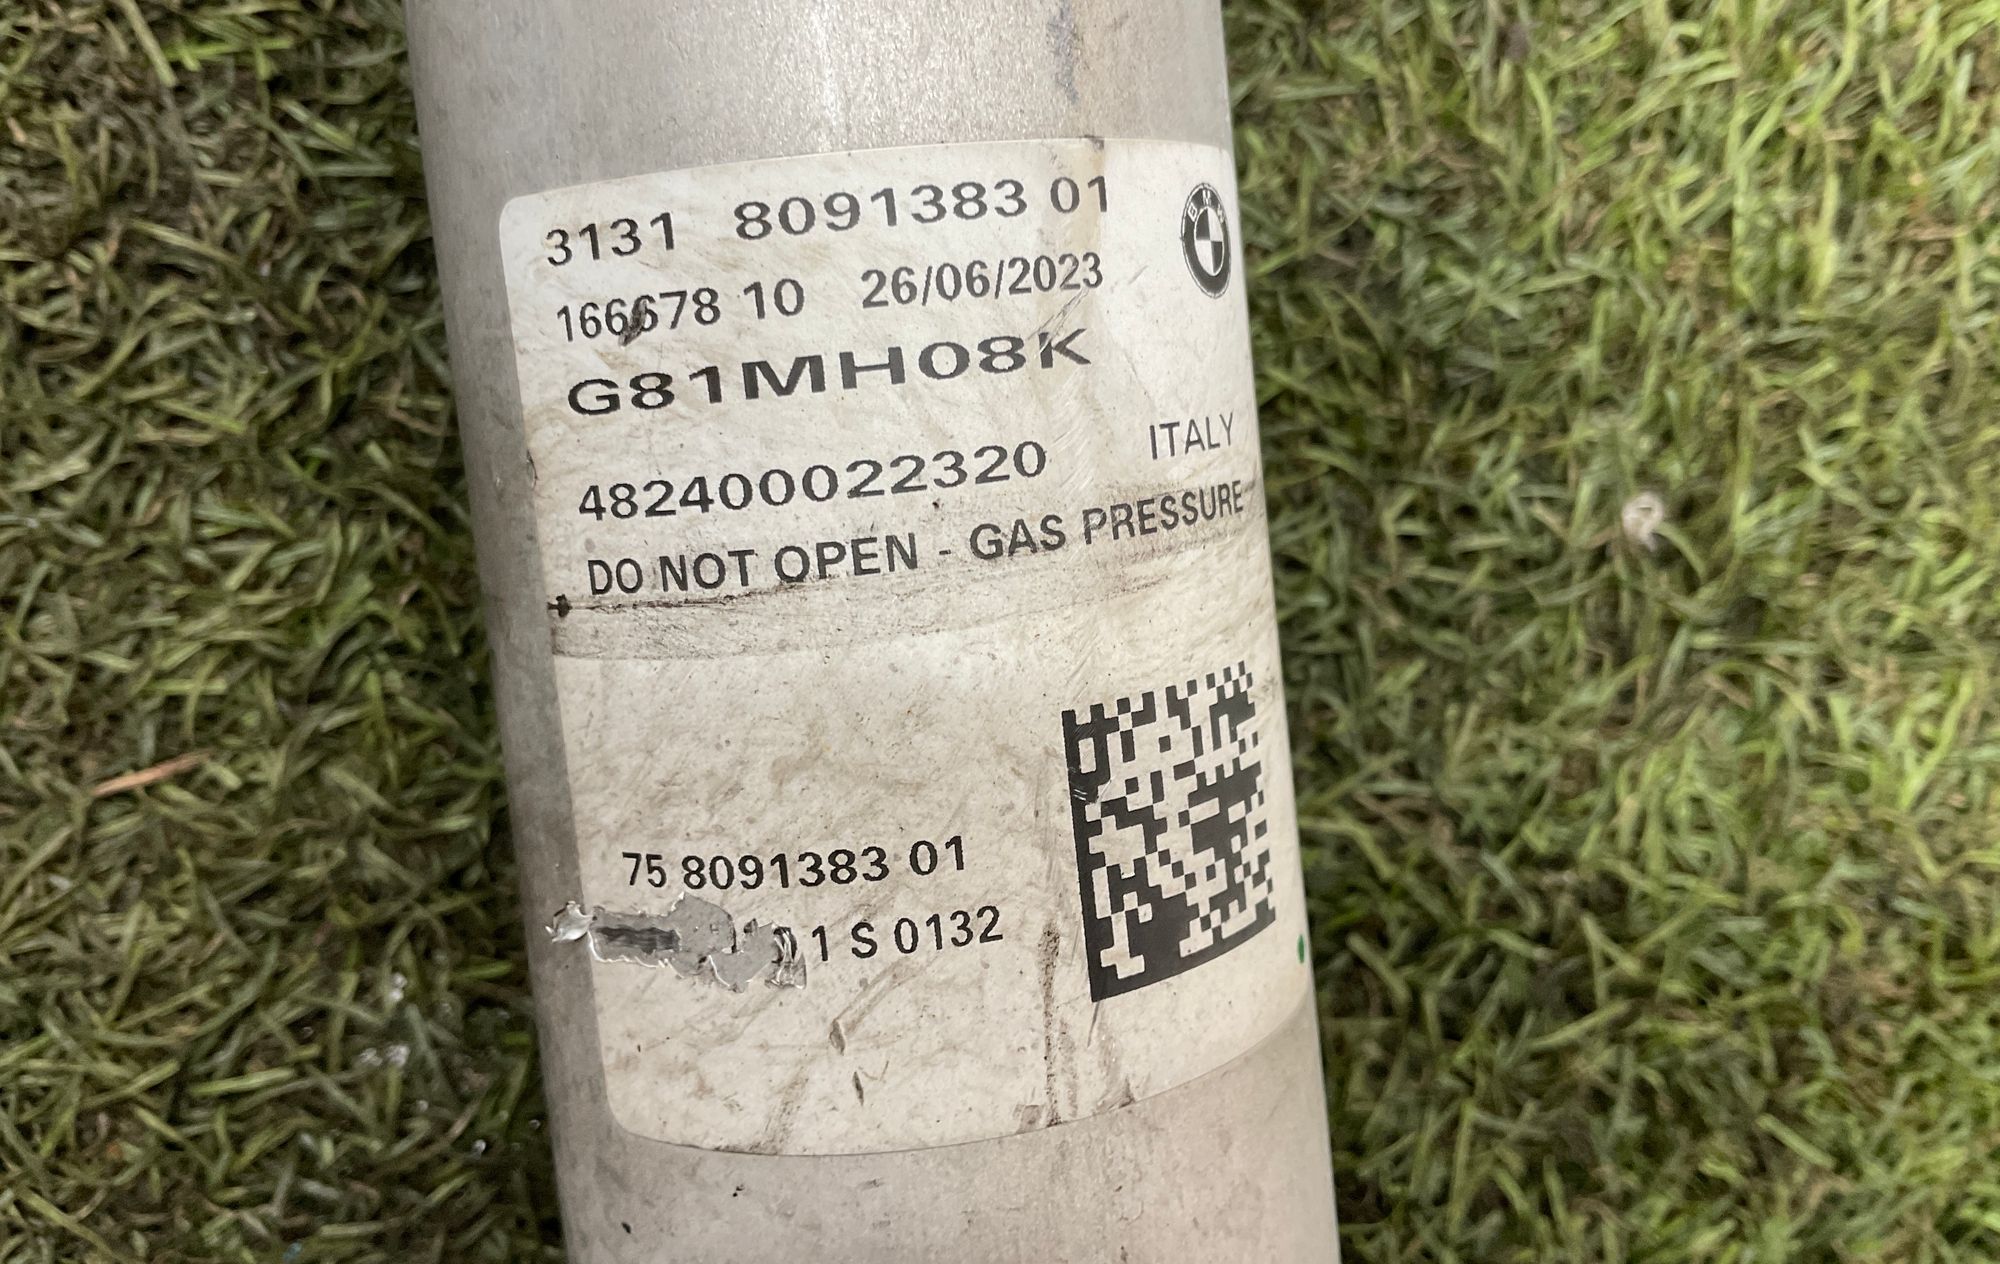 3131 8091383 01
BMW
166678 10 26/06/2023
G81MH08K
ITALY
482400022320
DO NOT OPEN - GAS PRESSURE
75 8091383 01
1 S 0132